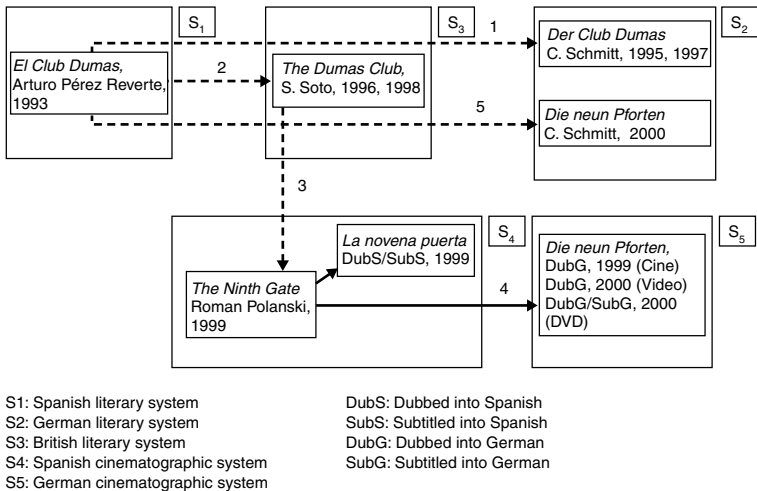 S1
S3
1
S2
El Club Dumas,
Arturo Pérez Reverte,
1993
2
The Dumas Club,
S. Soto, 1996, 1998
Der Club Dumas
C. Schmitt, 1995, 1997
5
Die neun Pforten
C. Schmitt, 2000
3
La novena puerta
DubS/SubS, 1999
S4
The Ninth Gate
Roman Polanski,
1999
4
Die neun Pforten,
DubG, 1999 (Cine)
DubG, 2000 (Video)
DubG/SubG, 2000
(DVD)
S5
S1: Spanish literary system
S2: German literary system
S3: British literary system
S4: Spanish cinematographic system
S5: German cinematographic system
DubS: Dubbed into Spanish
SubS: Subtitled into Spanish
DubG: Dubbed into German
SubG: Subtitled into German